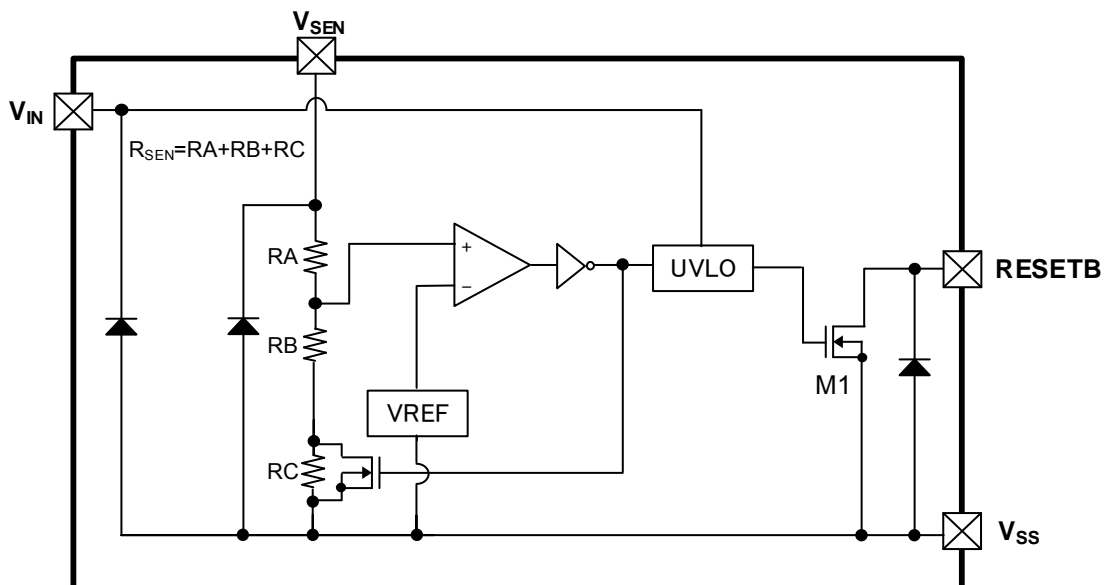 VSEN
VIN
RSEN=RA+RB+RC
RA
+
−
UVLO
RESETB
RB
M1
VREF
RC
VSS